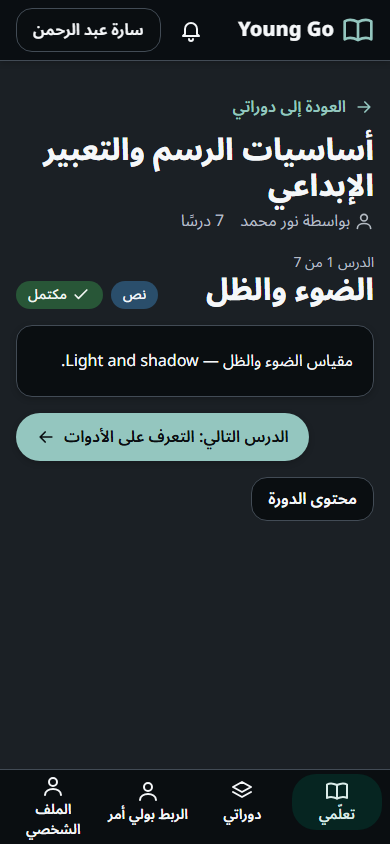 Young Go
سارة عبد الرحمن
العودة إلى دوراتي
أساسيات الرسم والتعبير
الإبداعي
بواسطة نور محمد
7 درسًا
الدرس 1 من 7
الضوء والظل
نص
مكتمل
مقياس الضوء والظل — Light and shadow.
الدرس التالي: التعرف على الأدوات
محتوى الدورة
تعلّمي
دوراتي
الربط بولي أمر
الملف
الشخصي